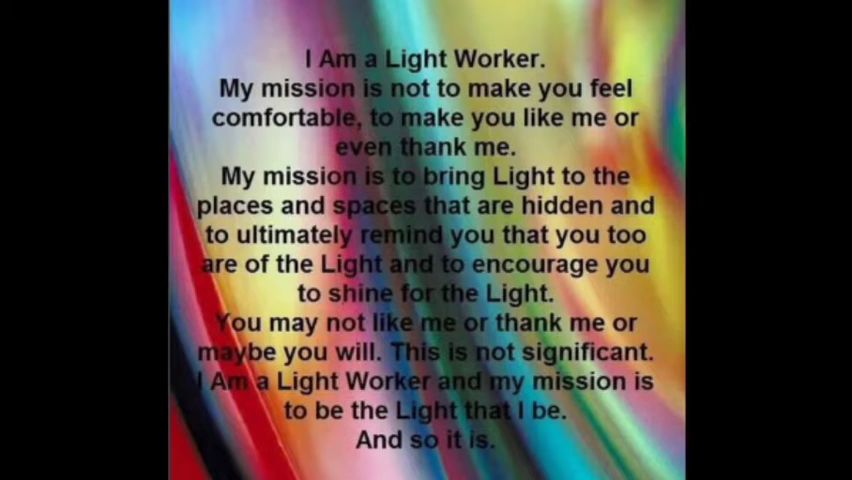 I Am a Light Worker.
My mission is not to make you feel
comfortable, to make you like me or
even thank me.
My mission is to bring Light to the
places and spaces that are hidden and
to ultimately remind you that you too
are of the Light and to encourage you
to shine for the Light.
You may not like me or thank me or
maybe you will. This is not significant.
I Am a Light Worker and my mission is
to be the Light that I be.
And so it is.